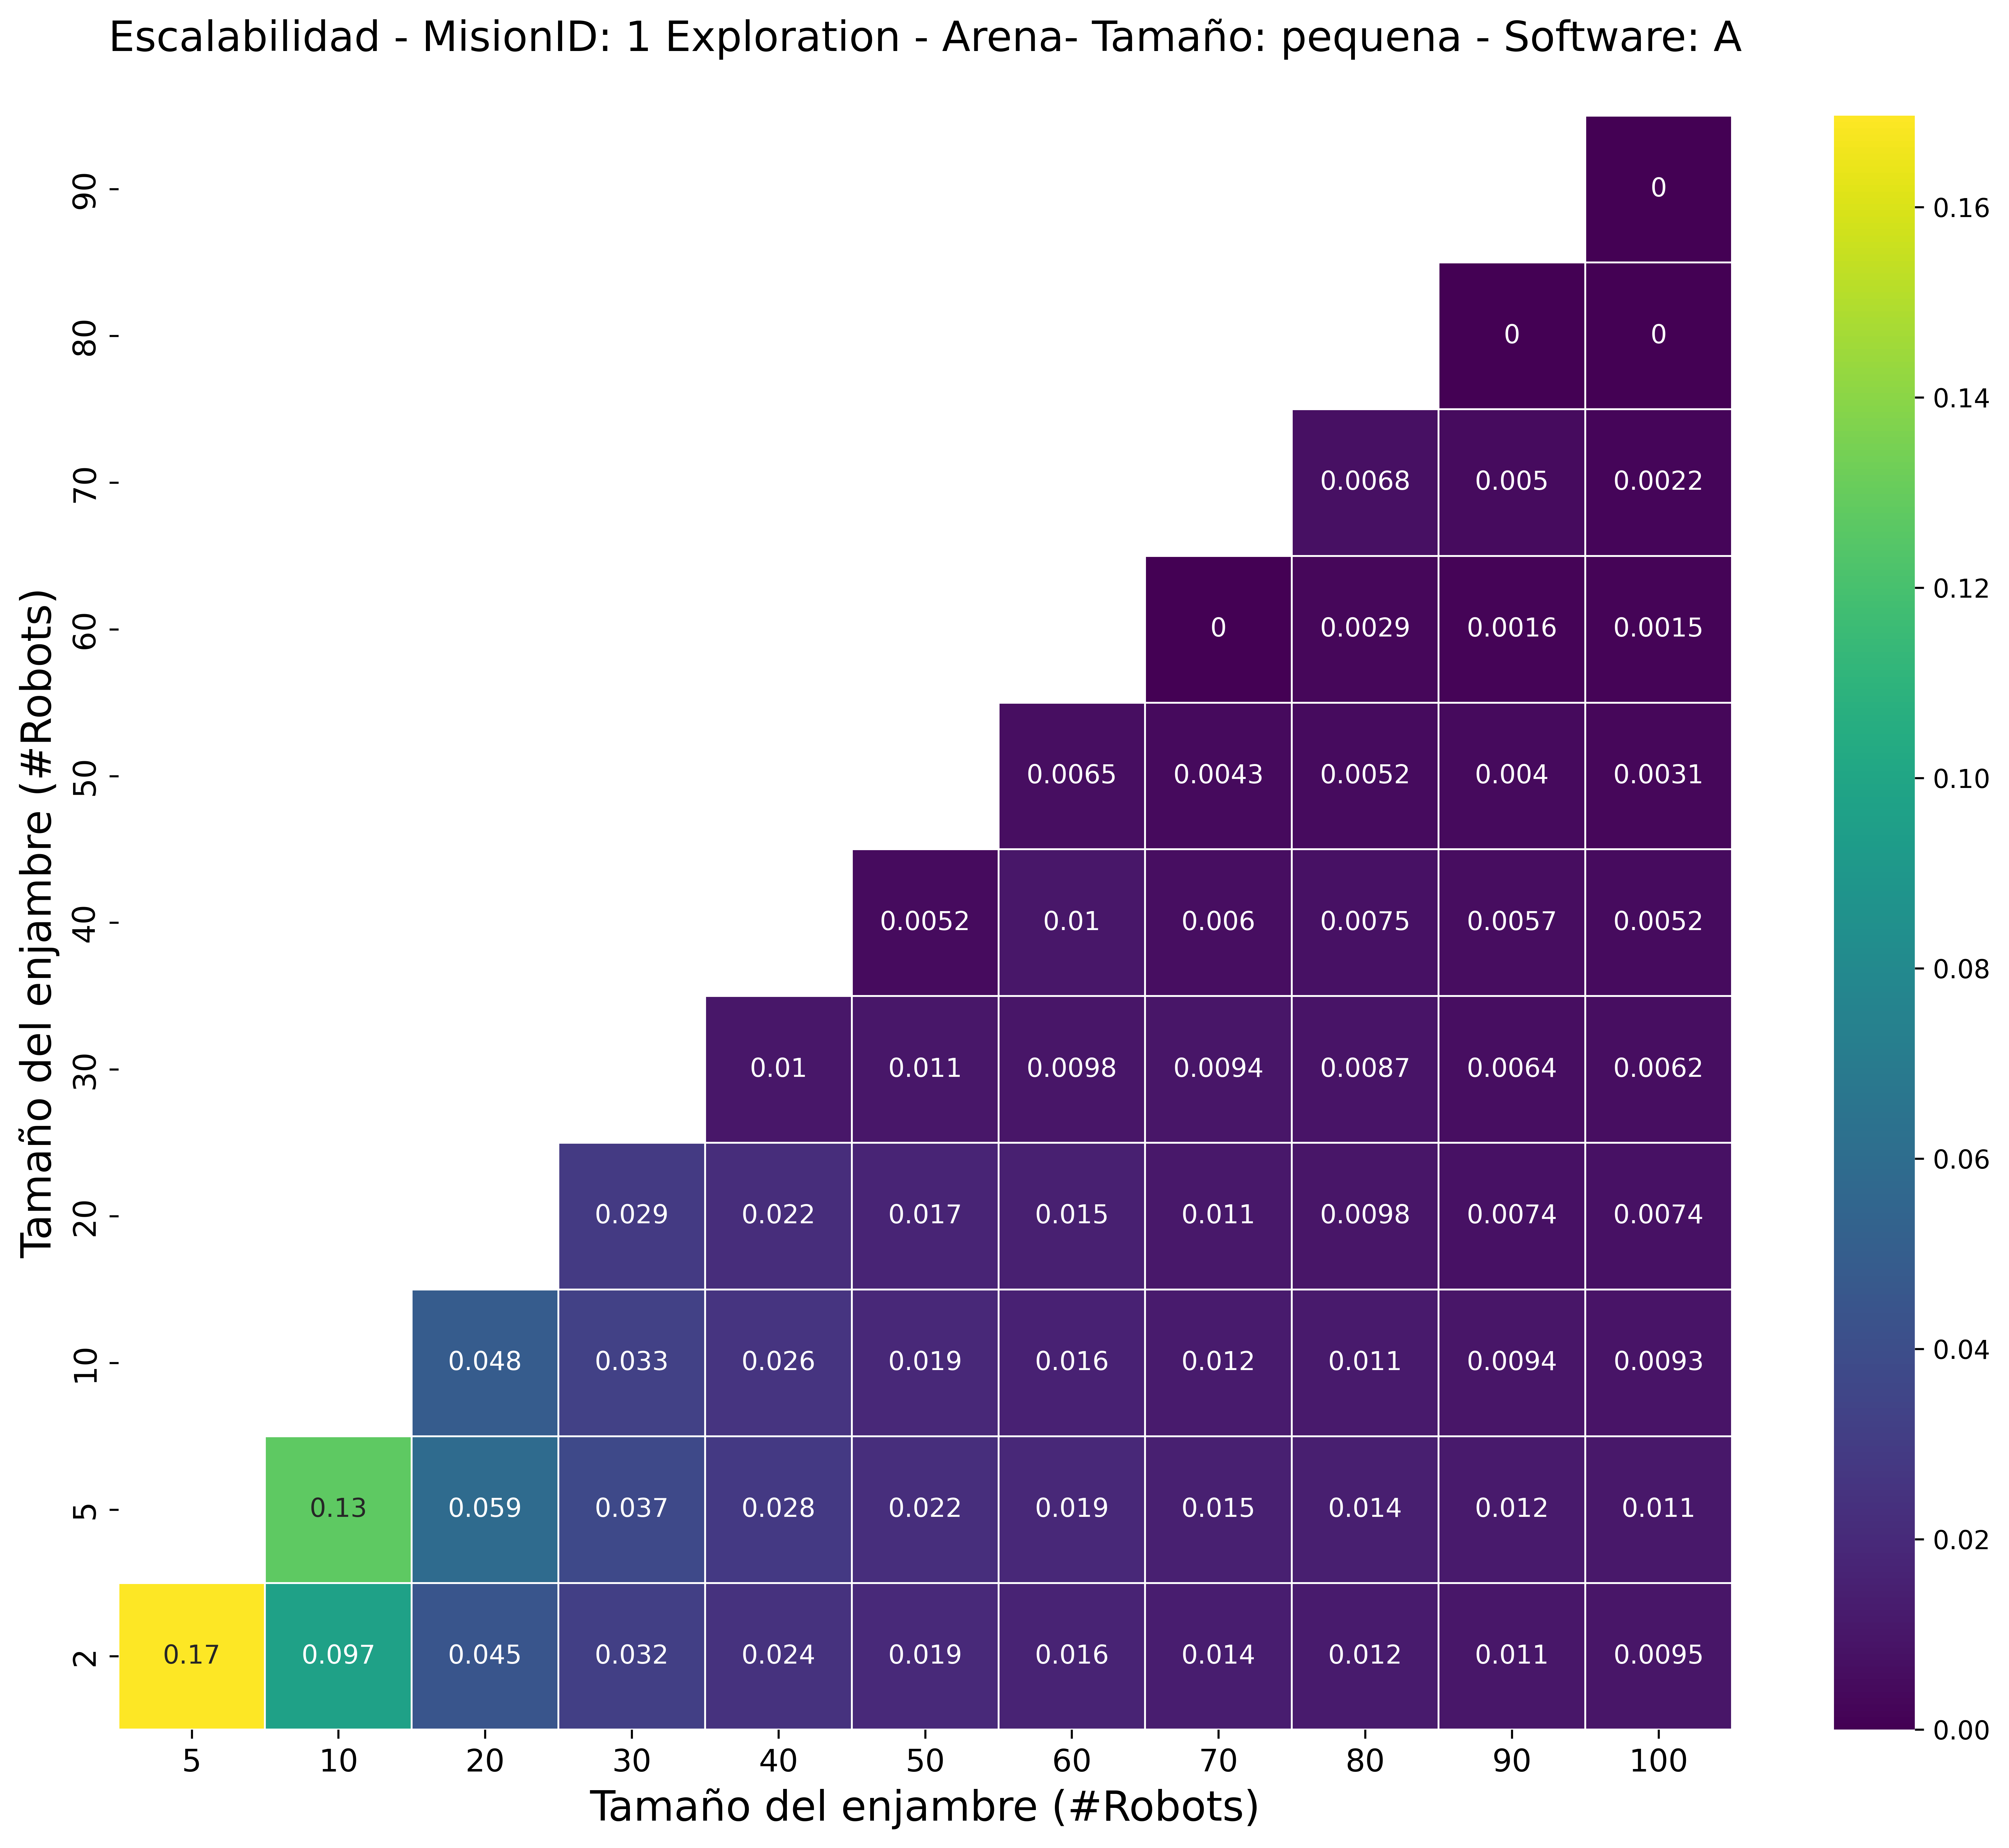 Escalabilidad - MisionID: 1 Exploration - Arena- Tamaño: pequena - Software: A
90 0 0.16
80 0 0 0.14
70 0.0068 0.005 0.0022 0.12
60 0 0.0029 0.0016 0.0015
50 0.0065 0.0043 0.0052 0.004 0.0031 0.10
40 0.0052 0.01 0.006 0.0075 0.0057 0.0052 0.08
30 0.01 0.011 0.0098 0.0094 0.0087 0.0064 0.0062 0.06
20 0.029 0.022 0.017 0.015 0.011 0.0098 0.0074 0.0074
10 0.048 0.033 0.026 0.019 0.016 0.012 0.011 0.0094 0.0093 0.04
5 0.13 0.059 0.037 0.028 0.022 0.019 0.015 0.014 0.012 0.011 0.02
2 0.17 0.097 0.045 0.032 0.024 0.019 0.016 0.014 0.012 0.011 0.0095 0.00
5 10 20 30 40 50 60 70 80 90 100
Tamaño del enjambre (#Robots)
Tamaño del enjambre (#Robots)